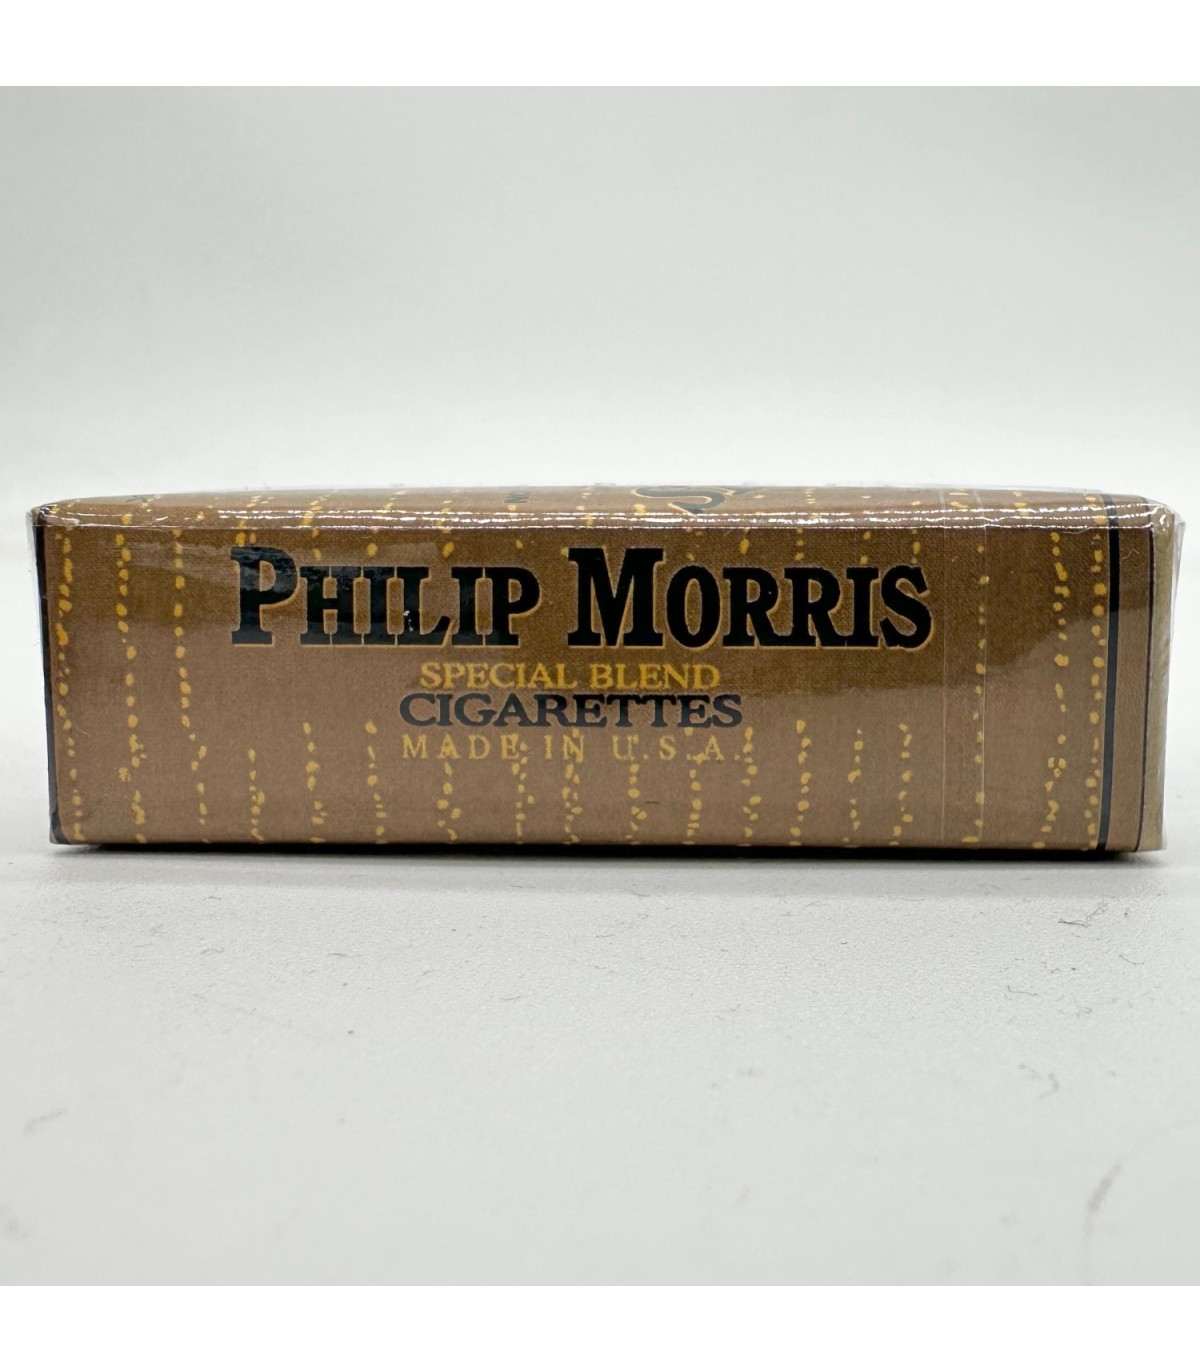 PHILIP MORRIS
SPECIAL BLEND
CIGARETTES
MADE IN U.S.A.